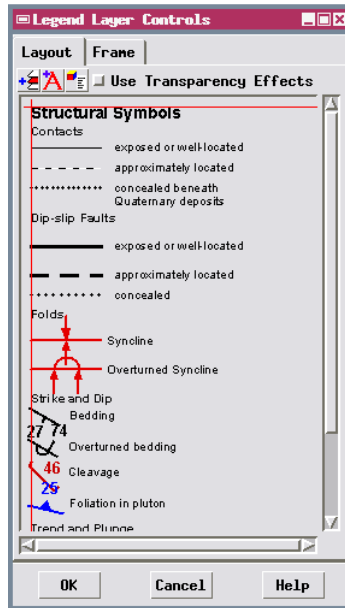 Legend Layer Controls
Layout Frame
Use Transparency Effects
Structural Symbols
Contacts
exposed or well-located
approximately located
concealed beneath
Quaternary deposits
Dip-slip Faults
exposed or well-located
approximately located
concealed
Folds
Syncline
Overturned Syncline
Strike and Dip
Bedding
27 74
Overturned bedding
46 Cleavage
25
Foliation in pluton
Trend and Plunge
OK Cancel Help